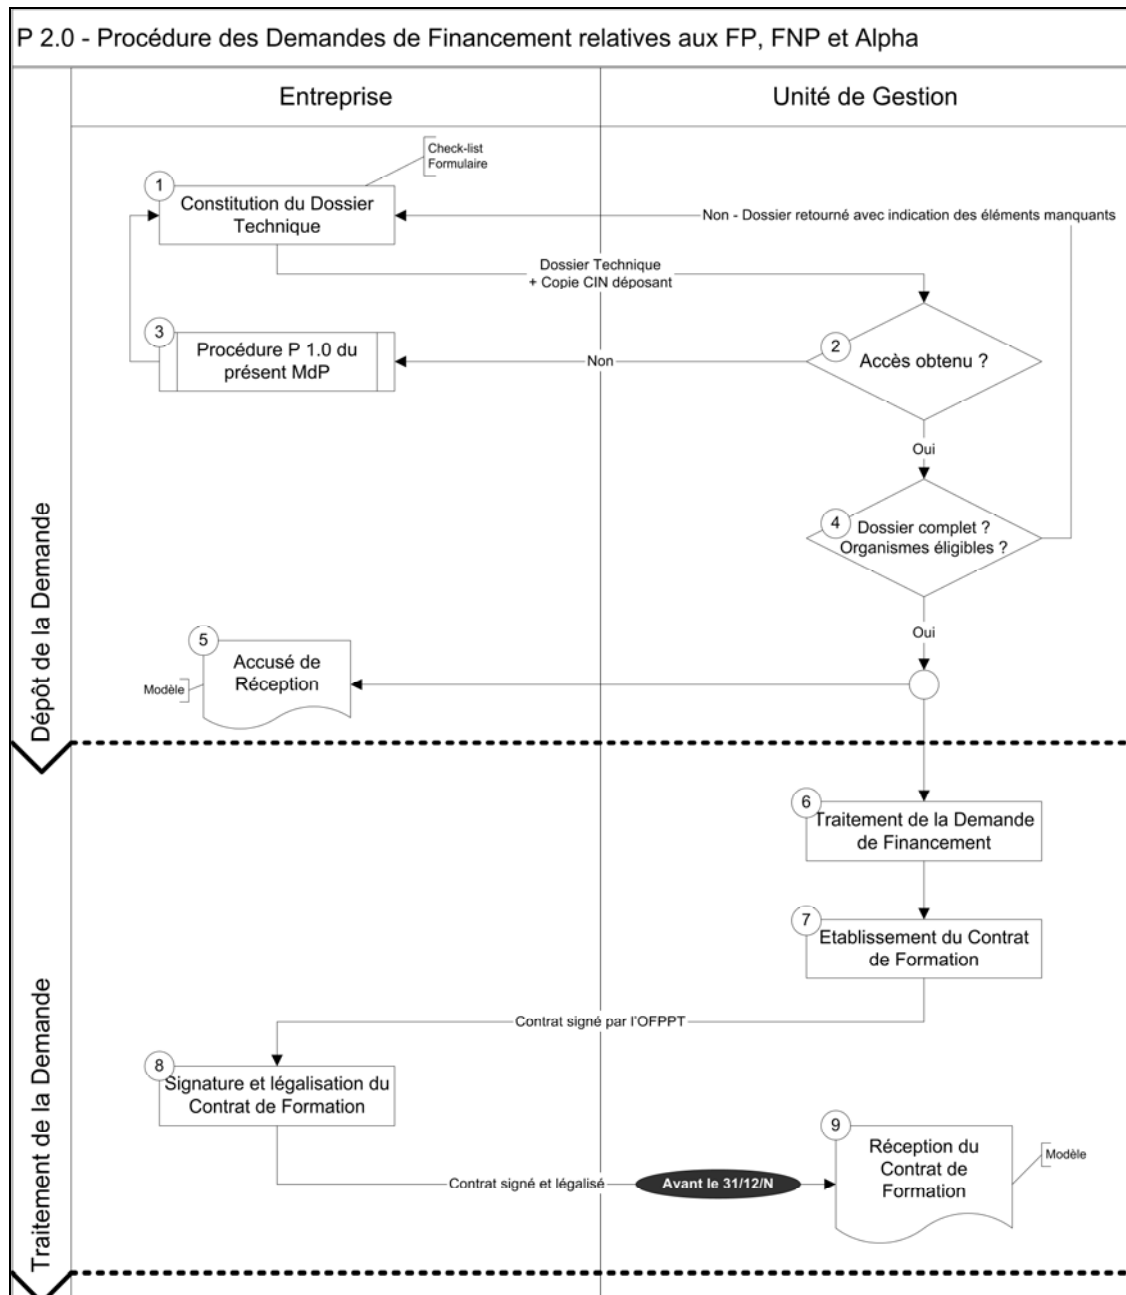 P 2.0 - Procédure des Demandes de Financement relatives aux FP, FNP et Alpha
Entreprise
Unité de Gestion
Dépôt de la Demande
Check-list
Formulaire
1
Constitution du Dossier
Technique
Non - Dossier retourné avec indication des éléments manquants
Dossier Technique
+ Copie CIN déposant
3
Procédure P 1.0 du
présent MdP
Non
2
Accès obtenu ?
Oui
4
Dossier complet ?
Organismes éligibles ?
Oui
5
Accusé de
Réception
Modèle
Traitement de la Demande
6
Traitement de la Demande
de Financement
7
Etablissement du Contrat
de Formation
Contrat signé par l'OFPPT
8
Signature et légalisation du
Contrat de Formation
Contrat signé et légalisé
Avant le 31/12/N
9
Réception du
Contrat de
Formation
Modèle